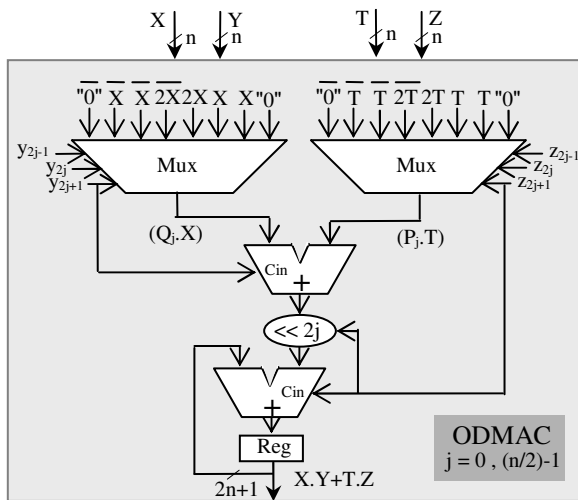 X Y T Z
n n n n
"0" X X 2X 2X X X "0" "0" T T 2T 2T T T "0"
y2j-1 Mux Mux z2j-1
y2j z2j
y2j+1 z2j+1
(Qj.X) (Pj.T)
Cin
+
<< 2j
Cin
+
Reg
2n+1 X.Y+T.Z
ODMAC
j = 0 , (n/2)-1